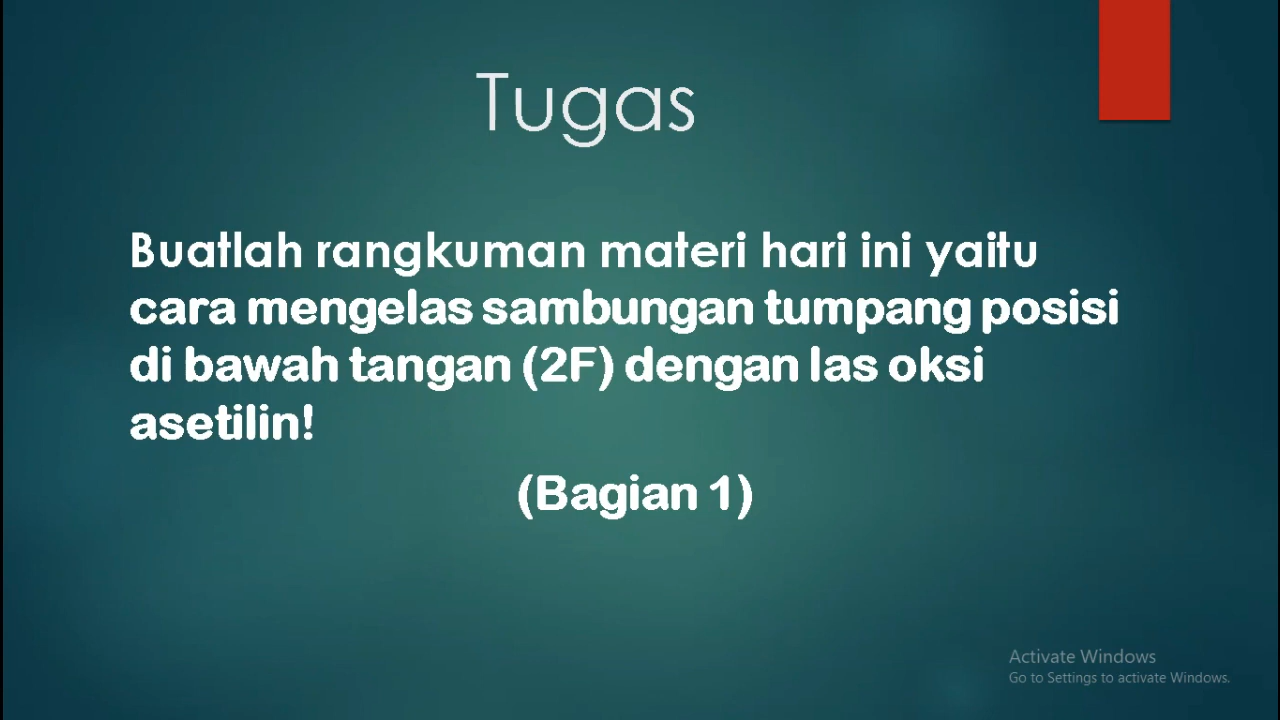 Tugas
Buatlah rangkuman materi hari ini yaitu
cara mengelas sambungan tumpang posisi
di bawah tangan (2F) dengan las oksi
asetilin!
(Bagian 1)
Activate Windows
Go to Settings to activate Windows.